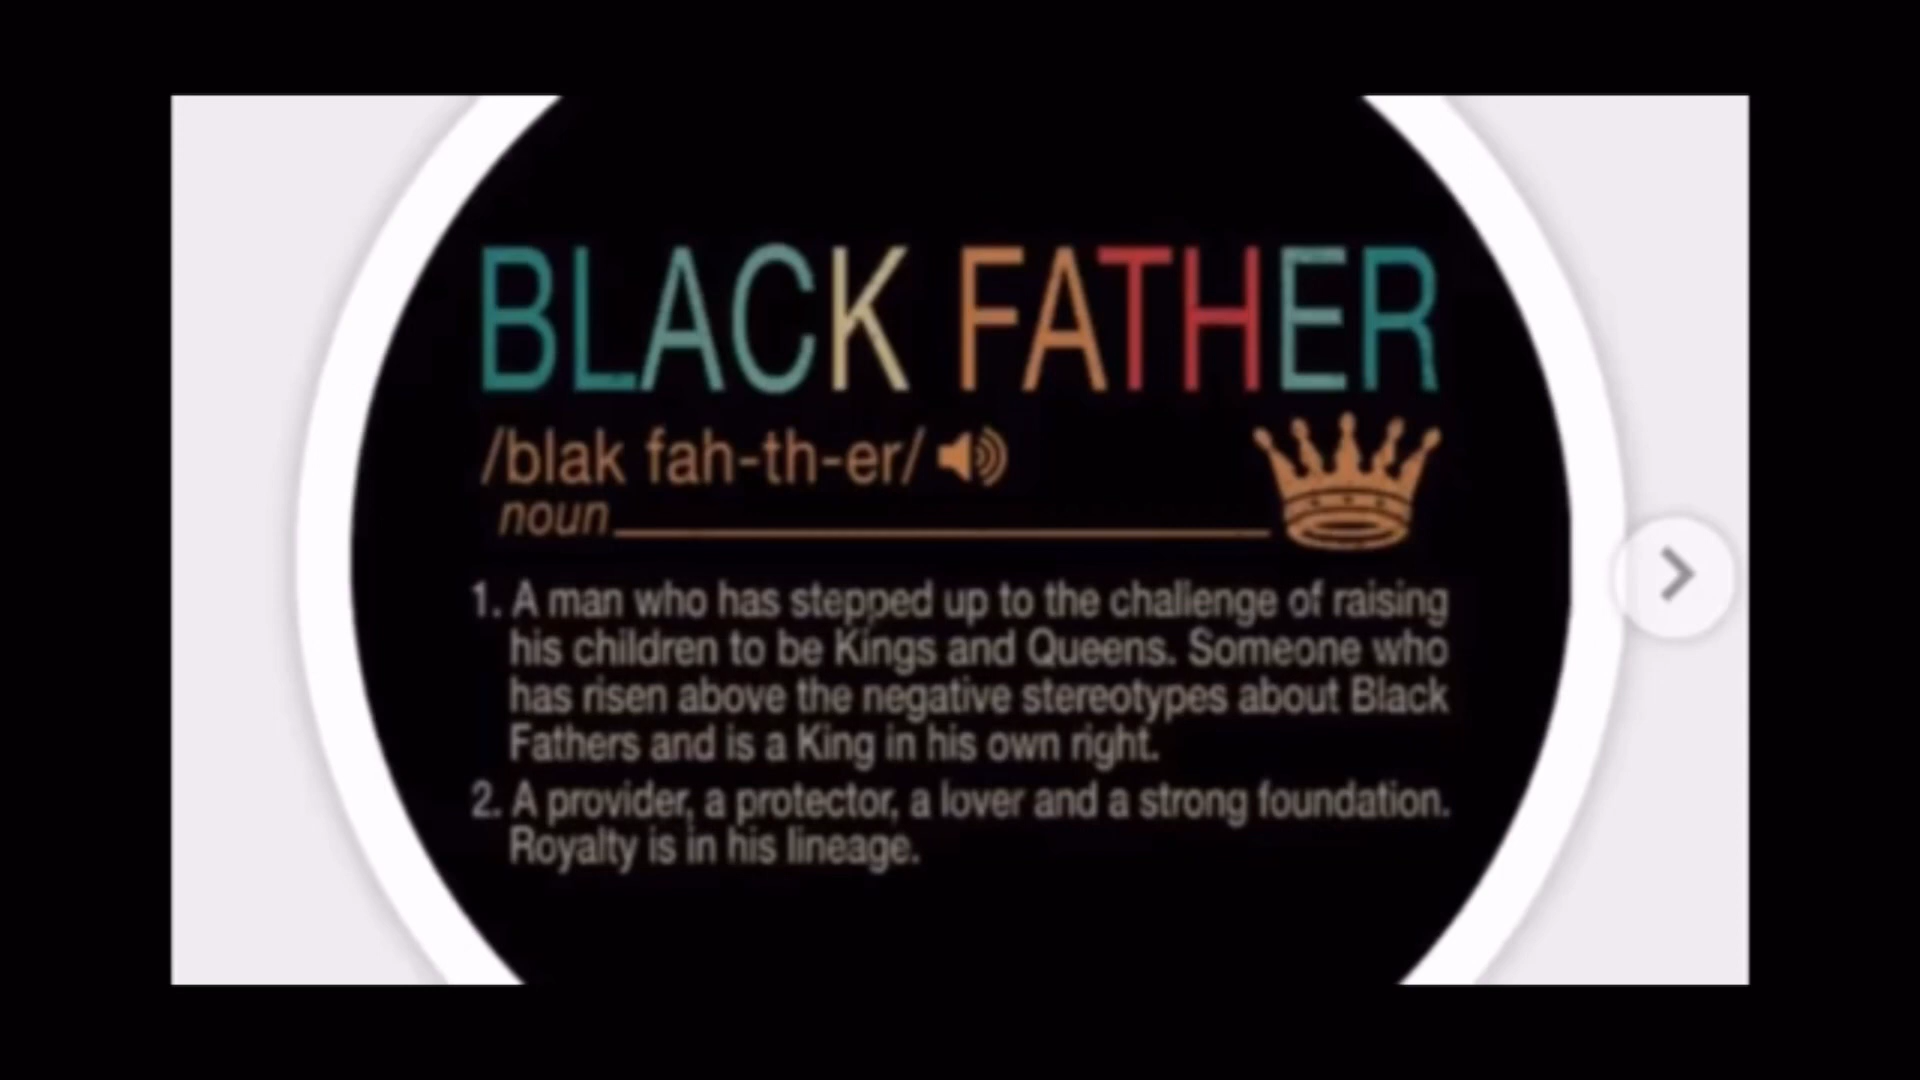 BLACK FATHER
/blak fah-th-er/
noun
1. A man who has stepped up to the challenge of raising
his children to be Kings and Queens. Someone who
has risen above the negative stereotypes about Black
Fathers and is a King in his own right.
2. A provider, a protector, a lover and a strong foundation.
Royalty is in his lineage.